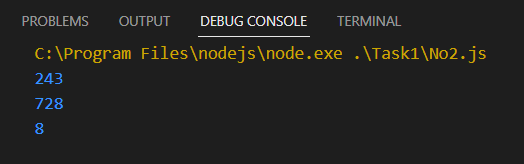 PROBLEMS OUTPUT DEBUG CONSOLE TERMINAL
C:\Program Files\nodejs\node.exe .\Task1\No2.js
243
728
8